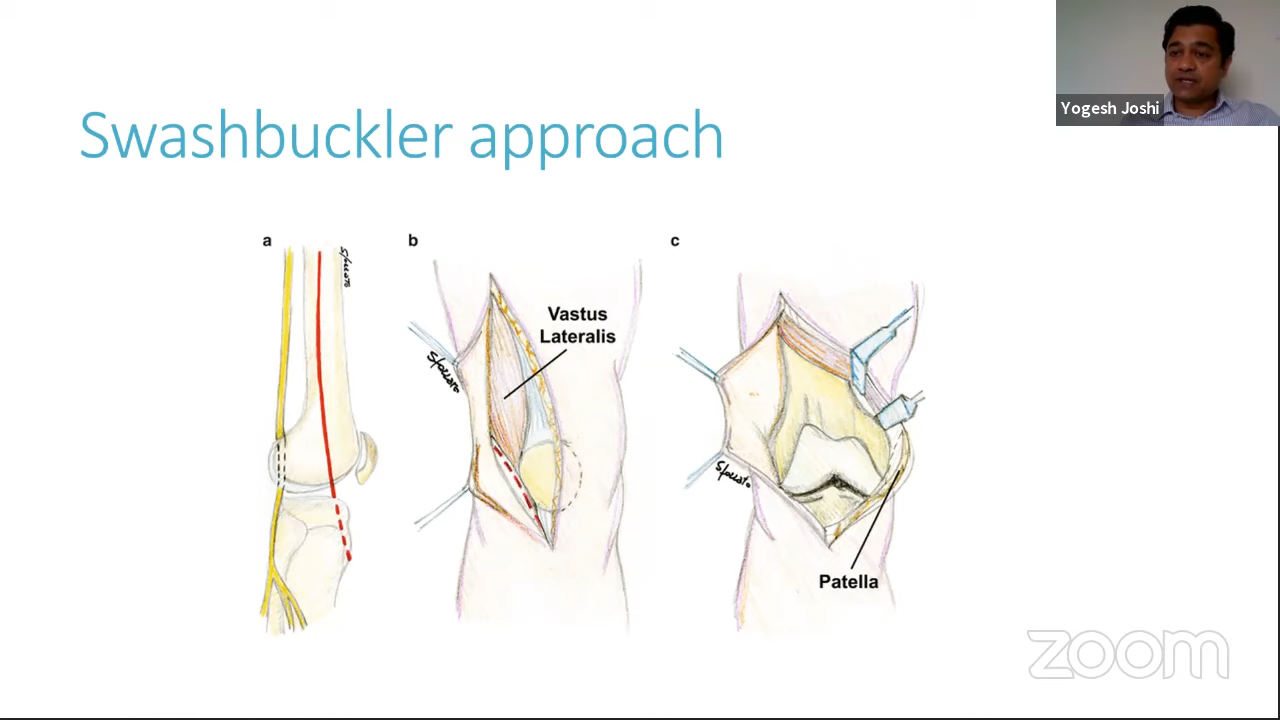 Yogesh Joshi
Swashbuckler approach
a
b
c
Vastus
Lateralis
Patella
zoom